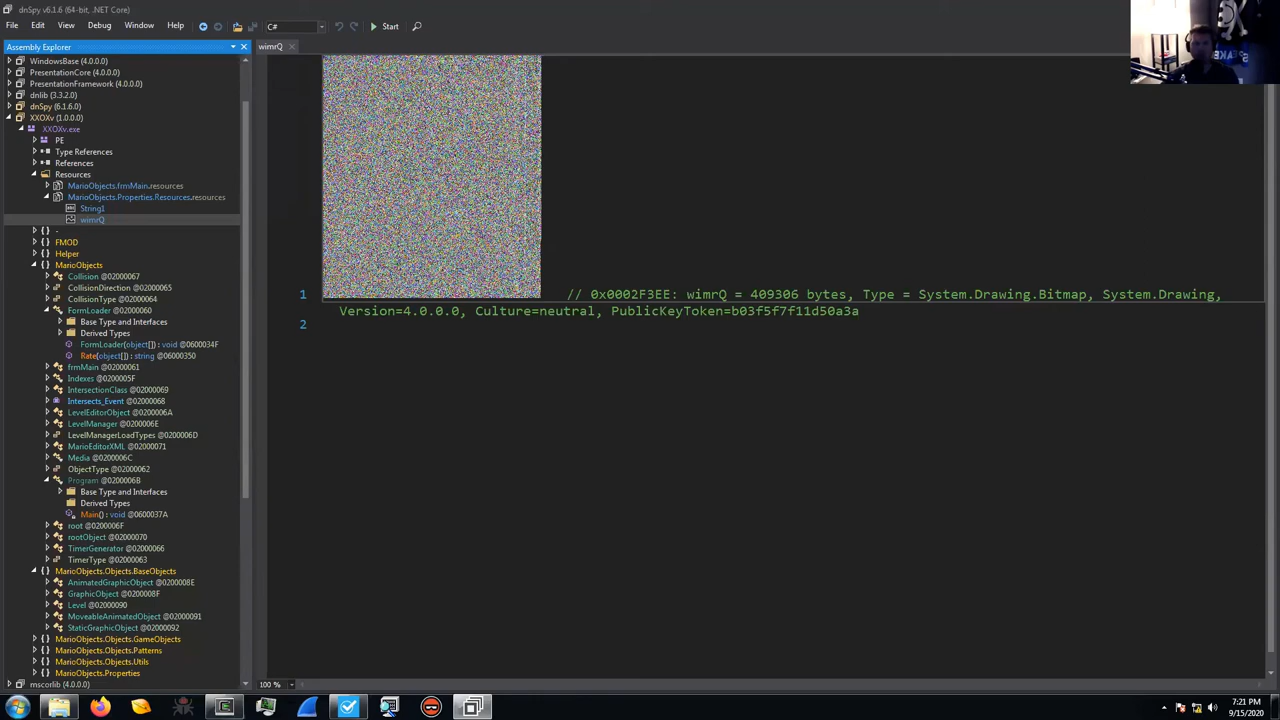 dnSpy v6.1.6 (64-bit, .NET Core)
File Edit View Debug Window Help C# Start
Assembly Explorer
wimrQ
WindowsBase (4.0.0.0)
PresentationCore (4.0.0.0)
PresentationFramework (4.0.0.0)
dnlib (3.3.2.0)
dnSpy (6.1.6.0)
XXOXv (1.0.0.0)
XXOXv.exe
PE
Type References
References
Resources
MarioObjects.frmMain.resources
MarioObjects.Properties.Resources.resources
String1
wimrQ
-
FMOD
Helper
MarioObjects
Collision @02000067
CollisionDirection @02000065
CollisionType @02000064
FormLoader @02000060
Base Type and Interfaces
Derived Types
FormLoader(object[]) : void @0600034F
Rate(object[]) : string @06000350
frmMain @02000061
Indexes @0200005F
IntersectionClass @02000069
Intersects_Event @02000068
LevelEditorObject @0200006A
LevelManager @0200006E
LevelManagerLoadTypes @0200006D
MarioEditorXML @02000071
Media @0200006C
ObjectType @02000062
Program @0200006B
Base Type and Interfaces
Derived Types
Main() : void @0600037A
root @0200006F
rootObject @02000070
TimerGenerator @02000066
TimerType @02000063
MarioObjects.Objects.BaseObjects
AnimatedGraphicObject @0200008E
GraphicObject @0200008F
Level @02000090
MoveableAnimatedObject @02000091
StaticGraphicObject @02000092
MarioObjects.Objects.GameObjects
MarioObjects.Objects.Patterns
MarioObjects.Objects.Utils
MarioObjects.Properties
mscorlib (4.0.0.0)
1 // 0x0002F3EE: wimrQ = 409306 bytes, Type = System.Drawing.Bitmap, System.Drawing,
Version=4.0.0.0, Culture=neutral, PublicKeyToken=b03f5f7f11d50a3a
2
100 %
7:21 PM
9/15/2020